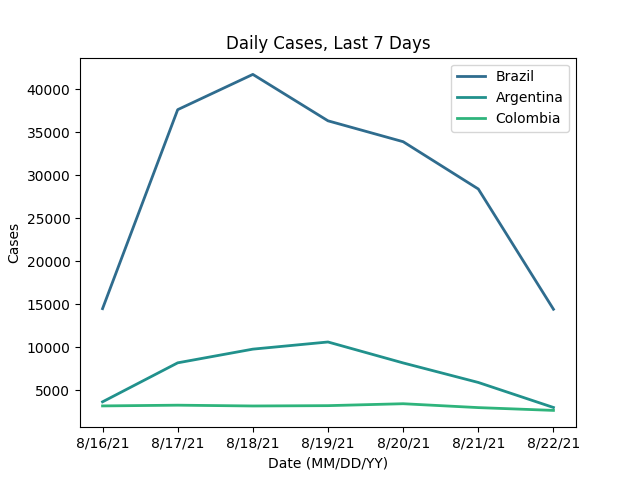 Daily Cases, Last 7 Days
Brazil
Argentina
Colombia
Cases
40000
35000
30000
25000
20000
15000
10000
5000
8/16/21 8/17/21 8/18/21 8/19/21 8/20/21 8/21/21 8/22/21
Date (MM/DD/YY)